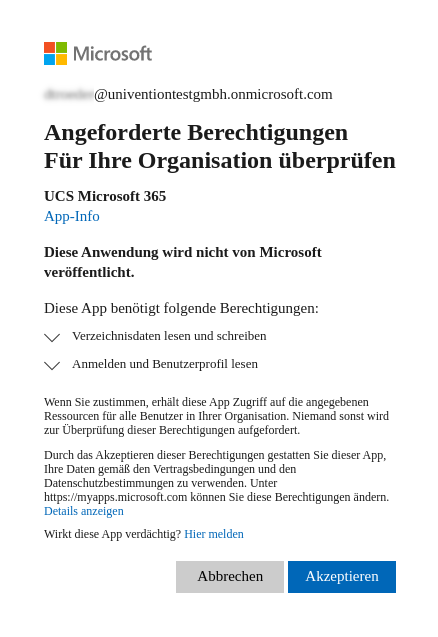 Microsoft
@univentiontestgmbh.onmicrosoft.com
Angeforderte Berechtigungen
Für Ihre Organisation überprüfen
UCS Microsoft 365
App-Info
Diese Anwendung wird nicht von Microsoft
veröffentlicht.
Diese App benötigt folgende Berechtigungen:
Verzeichnisdaten lesen und schreiben
Anmelden und Benutzerprofil lesen
Wenn Sie zustimmen, erhält diese App Zugriff auf die angegebenen
Ressourcen für alle Benutzer in Ihrer Organisation. Niemand sonst wird
zur Überprüfung dieser Berechtigungen aufgefordert.
Durch das Akzeptieren dieser Berechtigungen gestatten Sie dieser App,
Ihre Daten gemäß den Vertragsbedingungen und den
Datenschutzbestimmungen zu verwenden. Unter
https://myapps.microsoft.com können Sie diese Berechtigungen ändern.
Details anzeigen
Wirkt diese App verdächtig? Hier melden
Abbrechen Akzeptieren